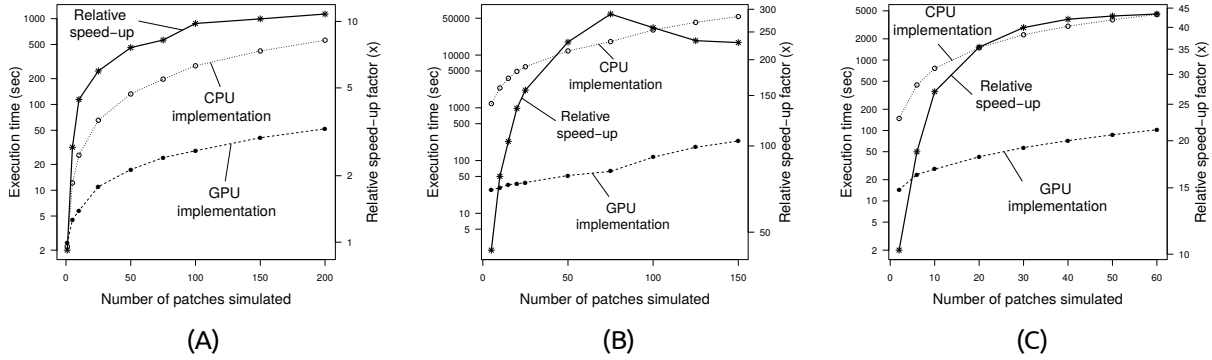 1000
500
200
100
50
20
10
5
2
Execution time (sec)
Relative
speed−up
CPU
implementation
GPU
implementation
10
5
2
1
Relative speed−up factor (x)
0
50
100
150
200
Number of patches simulated
(A)
50000
10000
5000
1000
500
100
50
10
5
Execution time (sec)
CPU
implementation
Relative
speed−up
GPU
implementation
300
250
200
150
100
50
Relative speed−up factor (x)
0
50
100
150
Number of patches simulated
(B)
5000
2000
1000
500
200
100
50
20
10
5
2
Execution time (sec)
CPU
implementation
Relative
speed−up
GPU
implementation
45
40
35
30
25
20
15
10
Relative speed−up factor (x)
0
10
20
30
40
50
60
Number of patches simulated
(C)